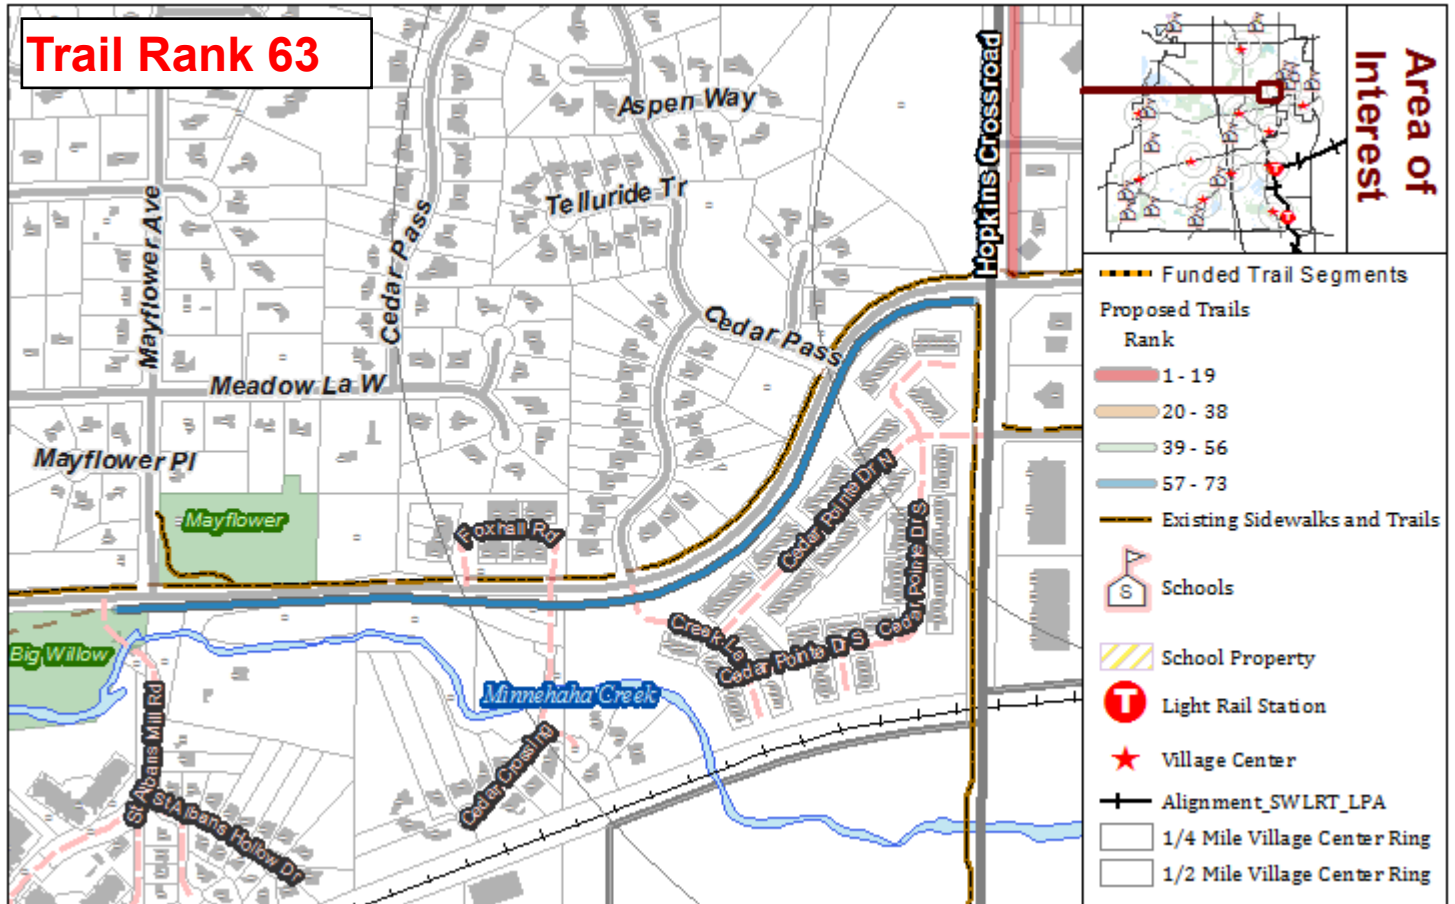 Trail Rank 63
Aspen Way
Hopkins Crossroad
Telluride Tr
Mayflower Ave
Cedar Pass
Cedar Pass
Meadow La W
Mayflower Pl
Mayflower
Foxhall Rd
Cedar Pointe Dr N
Cedar Pointe Dr S
Creek La
Cedar Pointe Dr S
Cedar Pointe Dr S
Big Willow
Minnehaha Creek
St Albans Mill Rd
Cedar Crossing
St Albans Hollow Dr
Area of
Interest
Funded Trail Segments
Proposed Trails
Rank
1 - 19
20 - 38
39 - 56
57 - 73
Existing Sidewalks and Trails
S
Schools
School Property
T
Light Rail Station
Village Center
Alignment_SWLRT_LPA
1/4 Mile Village Center Ring
1/2 Mile Village Center Ring